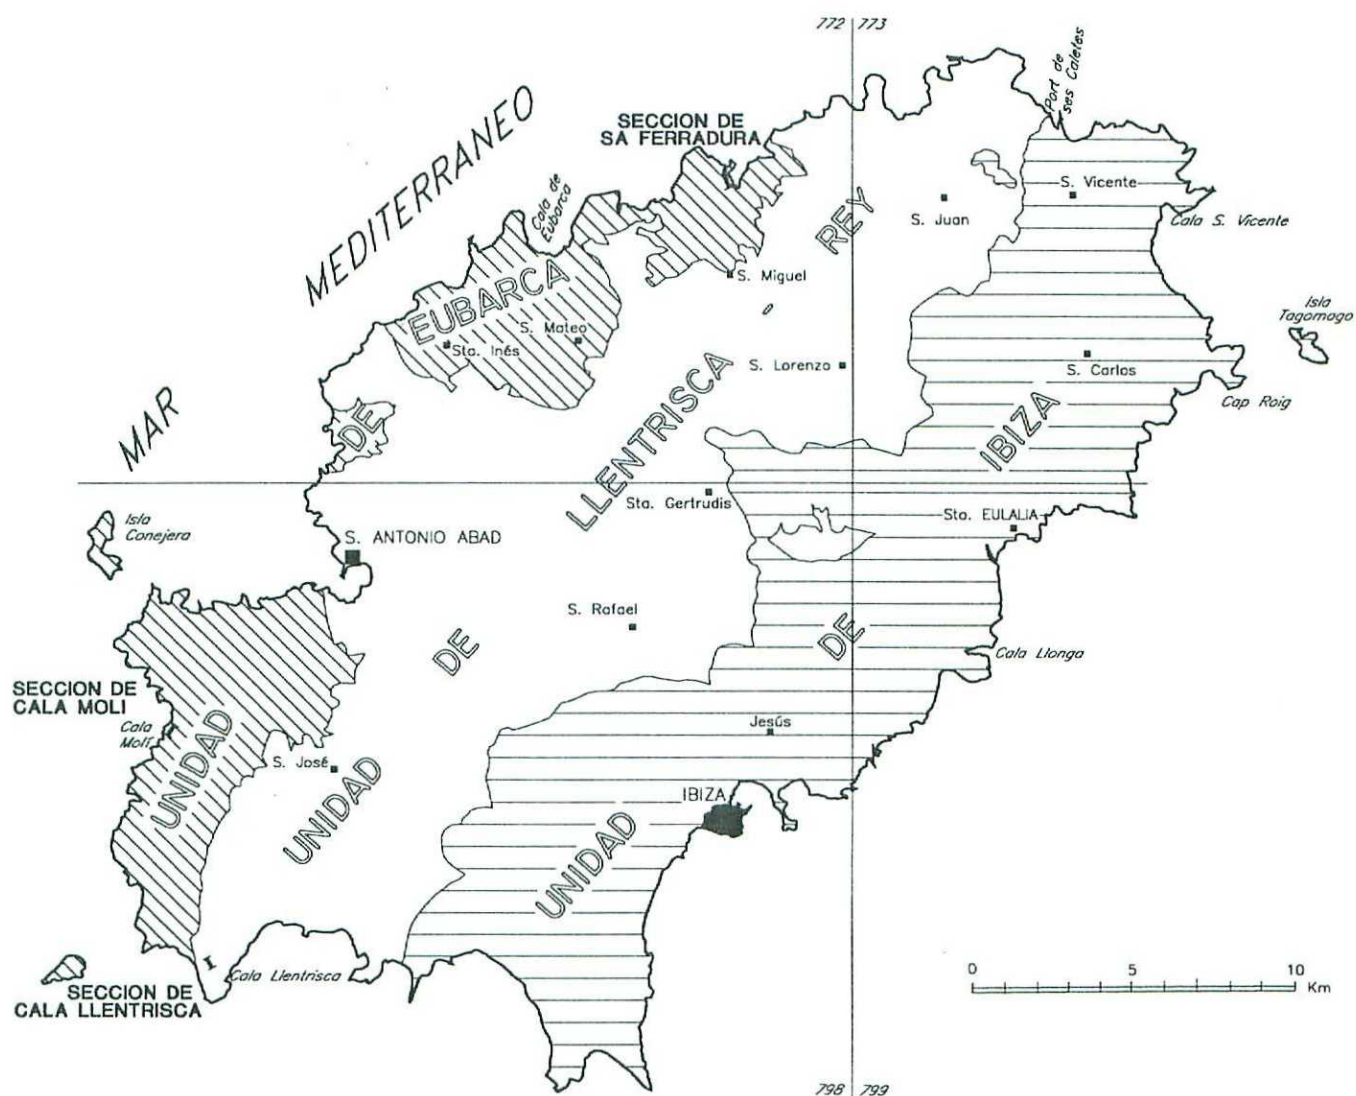 772 773
Port de
ses Caletes
MAR MEDITERRANEO
SECCION DE
SA FERRADURA
Cala de
Eubarca
S. Vicente
S. Juan
Cala S. Vicente
S. Miguel
Isla
Tagomago
S. Mateo
Sta. Inés
S. Lorenzo
S. Carlos
Cap Roig
UNIDAD DE EUBARCA
UNIDAD DE LLENTRISCA REY
UNIDAD DE IBIZA
Isla
Conejera
Sta. Gertrudis
Sta. EULALIA
S. ANTONIO ABAD
S. Rafael
Cala Llonga
SECCION DE
CALA MOLI
Cala
Molí
Jesús
S. José
IBIZA
Cala Llentrisca
SECCION DE
CALA LLENTRISCA
0 5 10
Km
798 799